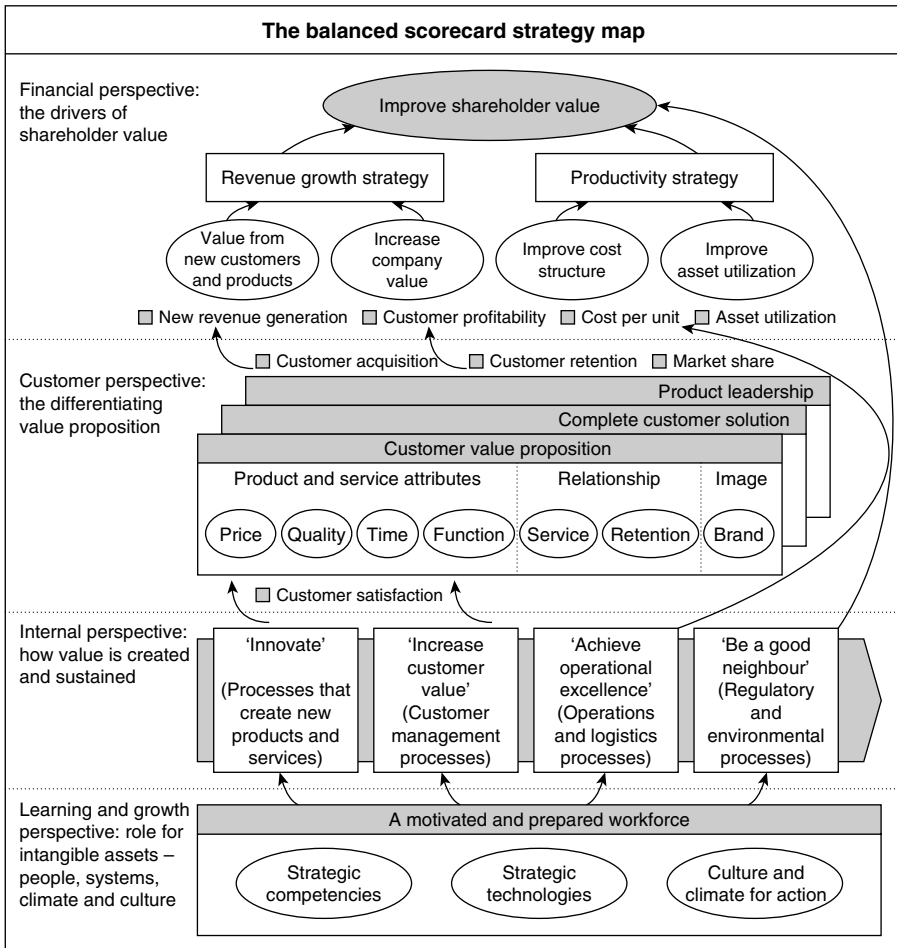 The balanced scorecard strategy map
Financial perspective:
the drivers of
shareholder value
Improve shareholder value
Revenue growth strategy
Productivity strategy
Value from
new customers
and products
Increase
company
value
Improve cost
structure
Improve
asset utilization
New revenue generation
Customer profitability
Cost per unit
Asset utilization
Customer acquisition
Customer retention
Market share
Customer perspective:
the differentiating
value proposition
Product leadership
Complete customer solution
Customer value proposition
Product and service attributes
Relationship
Image
Price
Quality
Time
Function
Service
Retention
Brand
Customer satisfaction
Internal perspective:
how value is created
and sustained
‘Innovate’
(Processes that
create new
products and
services)
‘Increase
customer
value’
(Customer
management
processes)
‘Achieve
operational
excellence’
(Operations
and logistics
processes)
‘Be a good
neighbour’
(Regulatory
and
environmental
processes)
Learning and growth
perspective: role for
intangible assets –
people, systems,
climate and culture
A motivated and prepared workforce
Strategic
competencies
Strategic
technologies
Culture and
climate for action